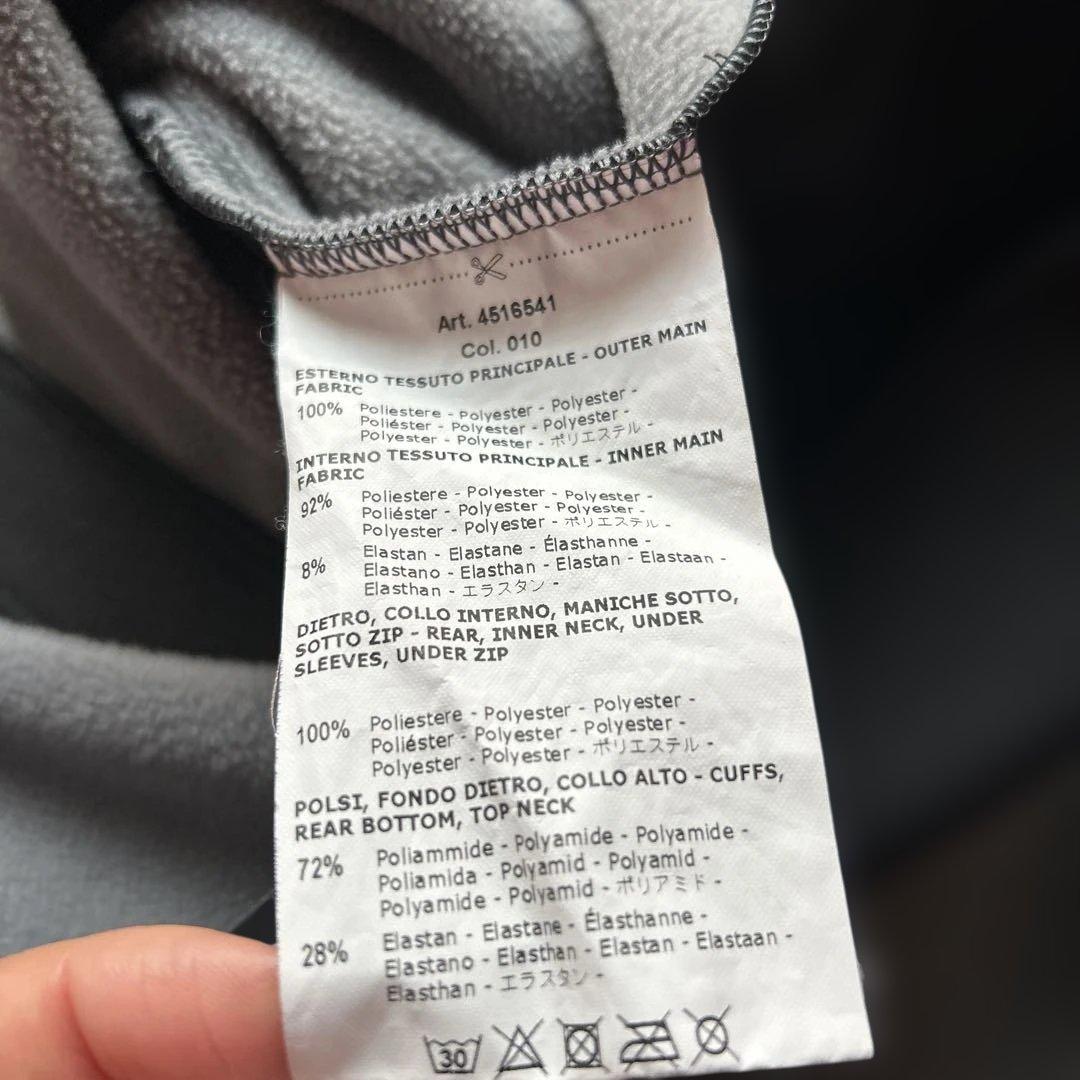 Art. 4516541
Col. 010
ESTERNO TESSUTO PRINCIPALE - OUTER MAIN
FABRIC
100% Poliestere - Polyester - Polyester -
Poliéster - Polyester - Polyester -
Polyester - Polyester - ポリエステル -
INTERNO TESSUTO PRINCIPALE - INNER MAIN
FABRIC
92% Poliestere - Polyester - Polyester -
Poliéster - Polyester - Polyester -
Polyester - Polyester - ポリエステル -
8% Elastan - Elastane - Élasthanne -
Elastano - Elasthan - Elastan - Elastaan -
Elasthan - エラスタン -
DIETRO, COLLO INTERNO, MANICHE SOTTO,
SOTTO ZIP - REAR, INNER NECK, UNDER
SLEEVES, UNDER ZIP
100% Poliestere - Polyester - Polyester -
Poliéster - Polyester - Polyester -
Polyester - Polyester - ポリエステル -
POLSI, FONDO DIETRO, COLLO ALTO - CUFFS,
REAR BOTTOM, TOP NECK
72% Poliammide - Polyamide - Polyamide -
Poliamida - Polyamid - Polyamid -
Polyamide - Polyamid - ポリアミド -
28% Elastan - Elastane - Élasthanne -
Elastano - Elasthan - Elastan - Elastaan -
Elasthan - エラスタン -
30